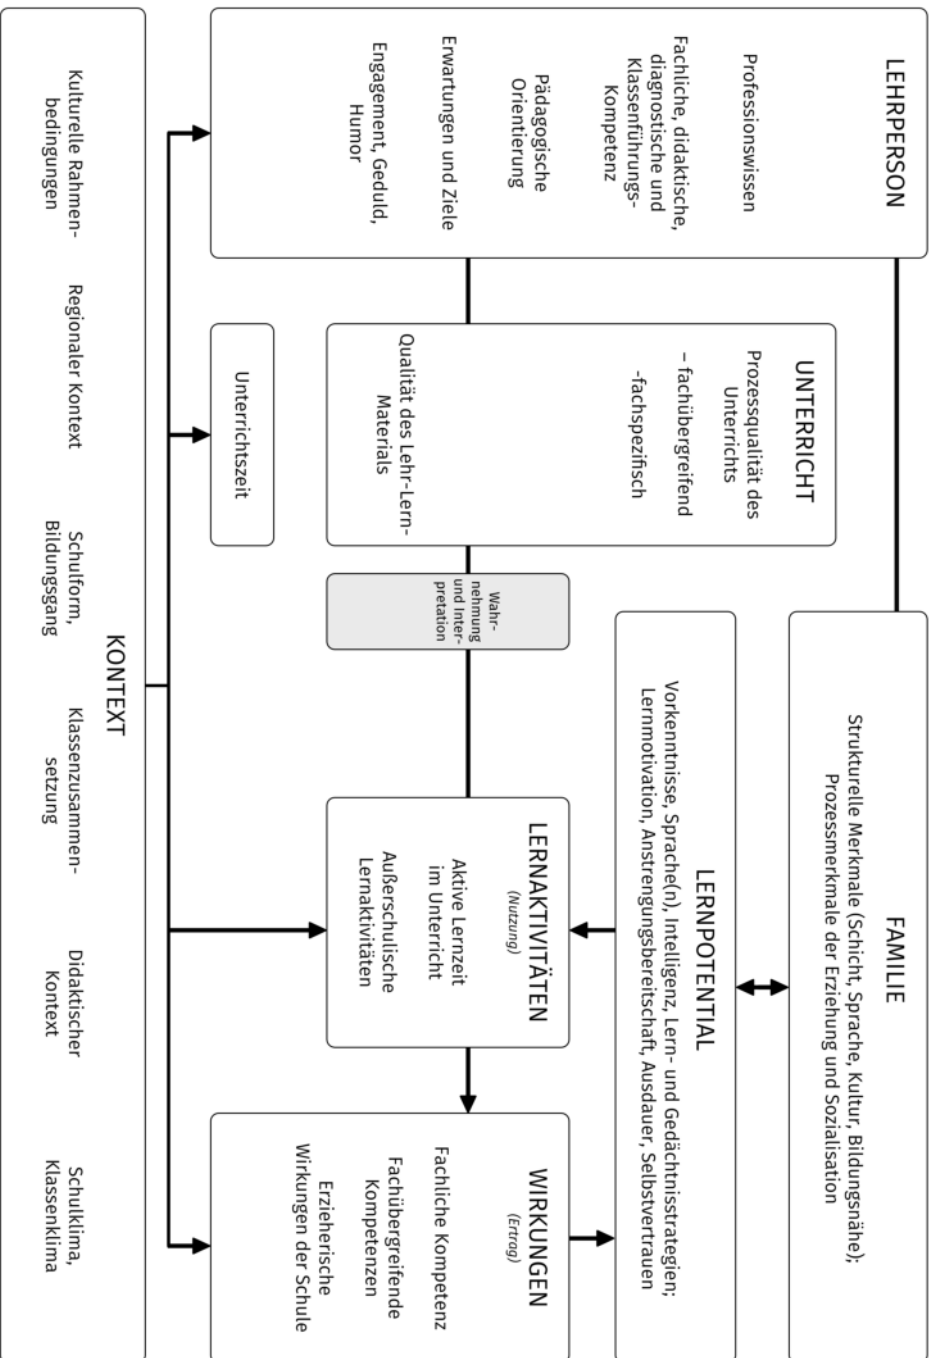 FAMILIE
Strukturelle Merkmale (Schicht, Sprache, Kultur, Bildungsnähe);
Prozessmerkmale der Erziehung und Sozialisation
LERNPOTENTIAL
Vorkenntnisse, Sprache(n), Intelligenz, Lern- und Gedächtnisstrategien;
Lernmotivation, Anstrengungsbereitschaft, Ausdauer, Selbstvertrauen
LEHRPERSON
Professionswissen
Fachliche, didaktische,
diagnostische und
Klassenführungs-
Kompetenz
Pädagogische
Orientierung
Erwartungen und Ziele
Engagement, Geduld,
Humor
UNTERRICHT
Prozessqualität des
Unterrichts
– fachübergreifend
-fachspezifisch
Qualität des Lehr-Lern-
Materials
Unterrichtszeit
Wahr-
nehmung
und Inter-
pretation
LERNAKTIVITÄTEN
(Nutzung)
Aktive Lernzeit
im Unterricht
Außerschulische
Lernaktivitäten
WIRKUNGEN
(Ertrag)
Fachliche Kompetenz
Fachübergreifende
Kompetenzen
Erzieherische
Wirkungen der Schule
KONTEXT
Kulturelle Rahmen-
bedingungen
Regionaler Kontext
Schulform,
Bildungsgang
Klassenzusammen-
setzung
Didaktischer
Kontext
Schulklima,
Klassenklima